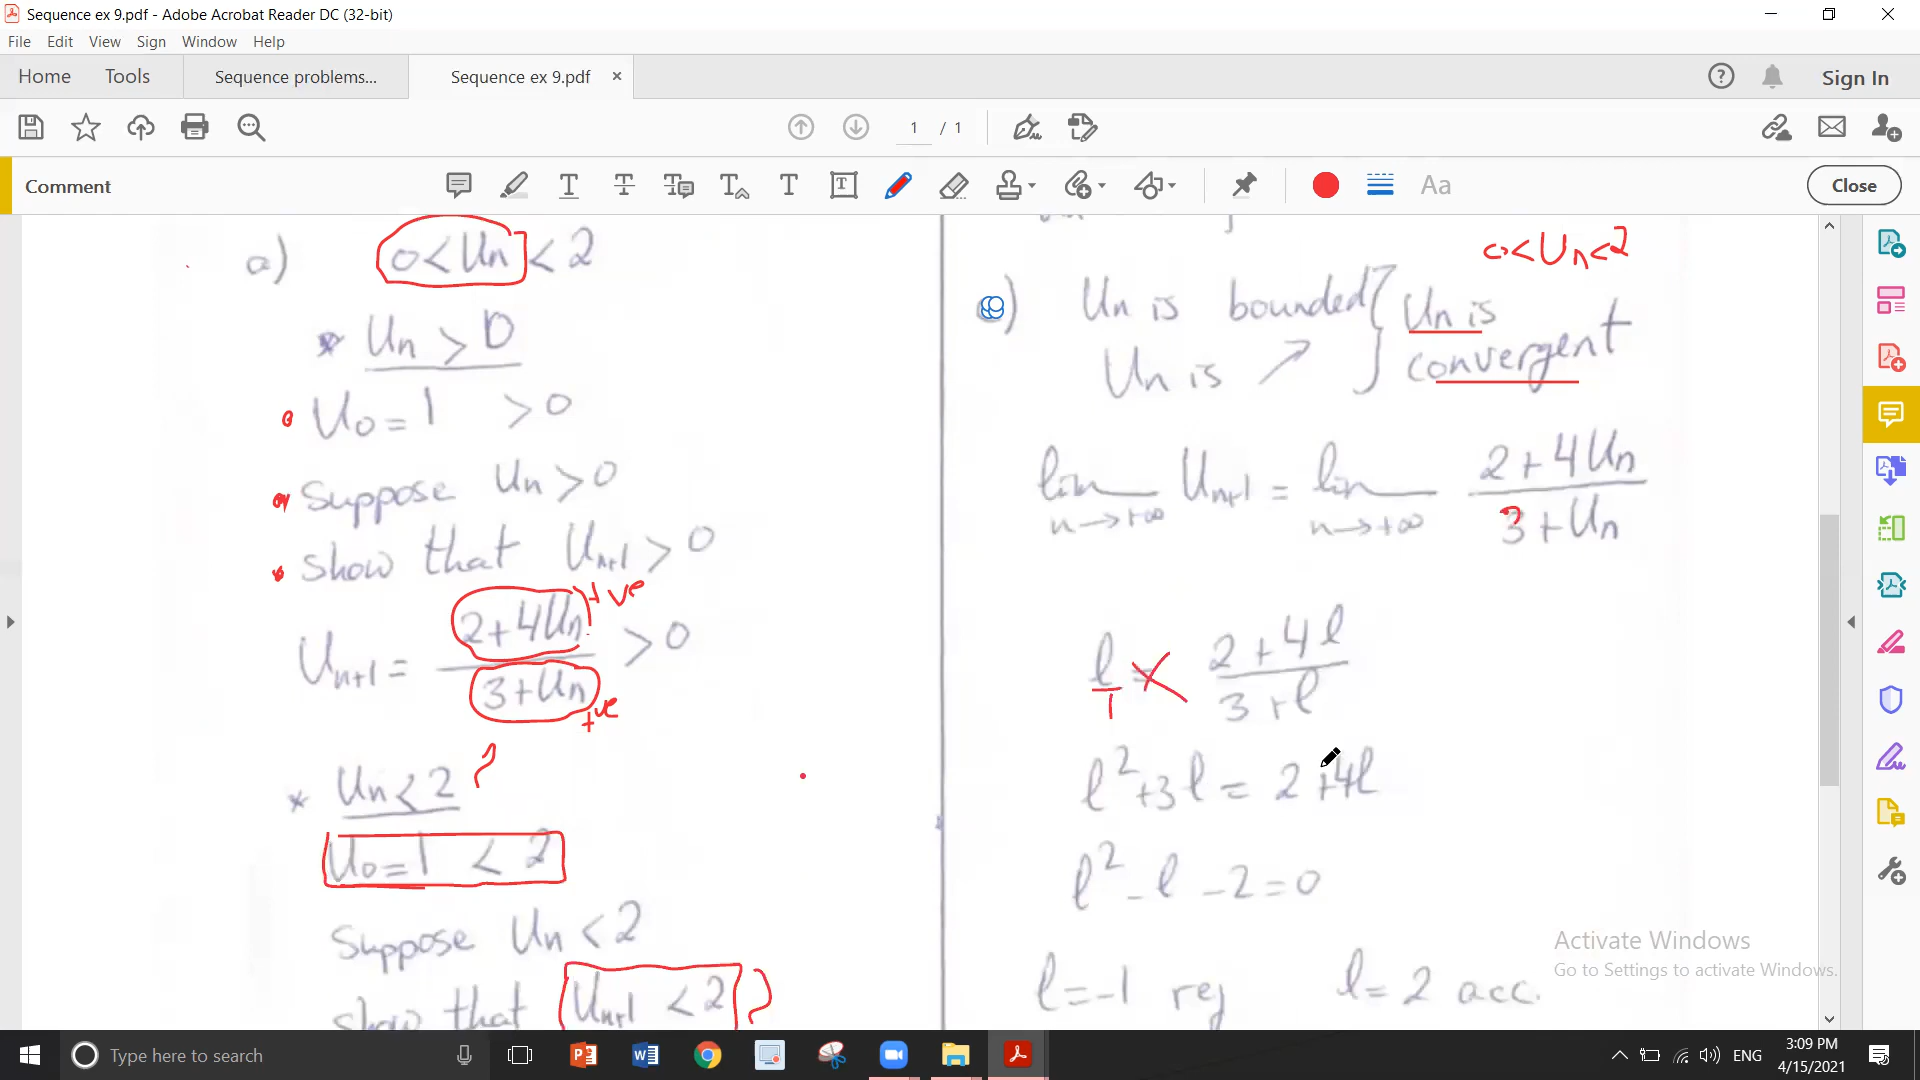 Sequence ex 9.pdf - Adobe Acrobat Reader DC (32-bit)
File Edit View Sign Window Help
Home Tools Sequence problems... Sequence ex 9.pdf × Sign In
1 / 1
Comment Aa Close
a) 0<Un<2
* Un > 0
U0=1 >0
Suppose Un>0
Show that Un+1>0
Un+1= 2+4Un / 3+Un >0
+ve
+ve
* Un<2 ?
U0=1 < 2
Suppose Un <2
Show that Un+1 <2 ?
0<Un<2
) Un is bounded } Un is
Un is ↗ convergent
lim n→+∞ Un+1 = lim n→+∞ 2+4Un / 3+Un
l = 2+4l / 3+l
1
l²+3l = 2+4l
l²-l-2=0
l=-1 rej l=2 acc.
Activate Windows
Go to Settings to activate Windows.
Type here to search
ENG
3:09 PM
4/15/2021